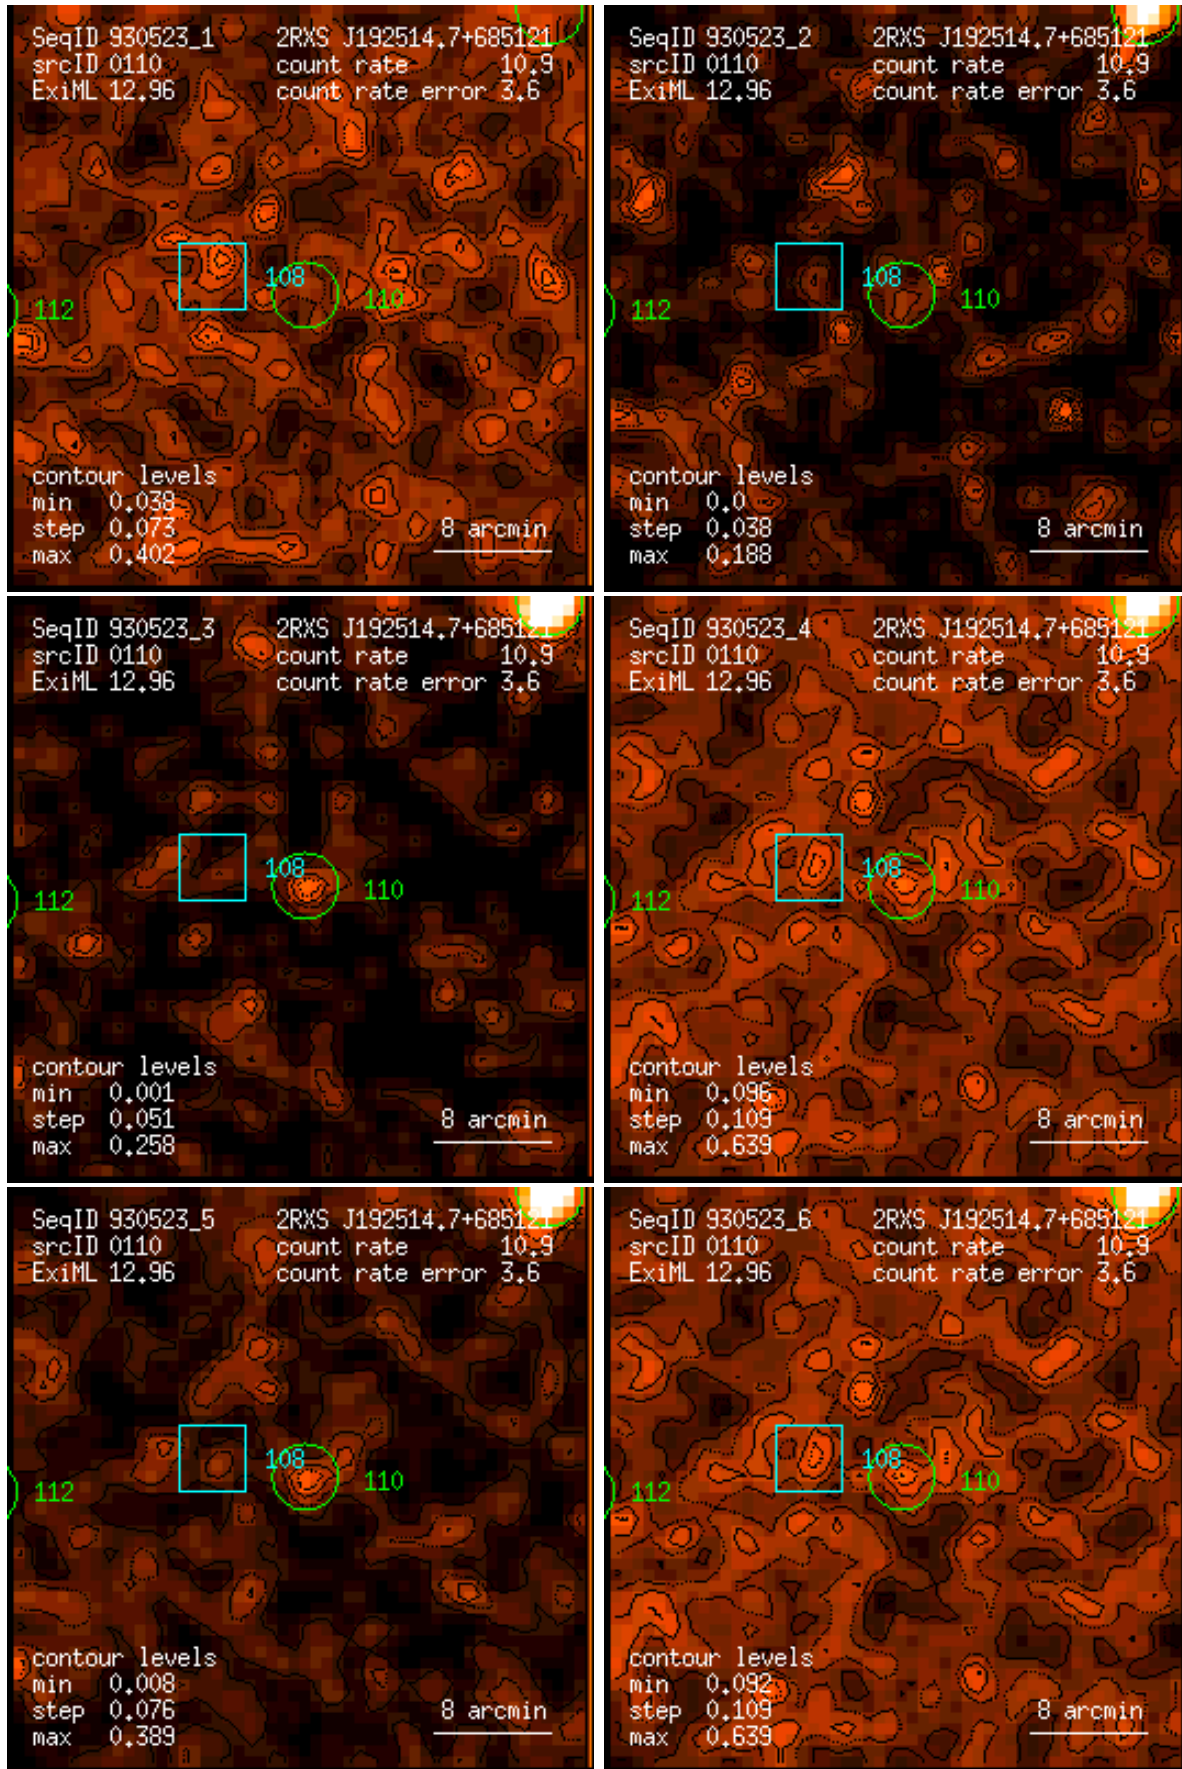 SeqID 930523_1 2RXS J192514.7+685121
srcID 0110 count rate 10.9
ExiML 12.96 count rate error 3.6
108
112 110
contour levels
min 0.038
step 0.073 8 arcmin
max 0.402
SeqID 930523_2 2RXS J192514.7+685121
srcID 0110 count rate 10.9
ExiML 12.96 count rate error 3.6
108
112 110
contour levels
min 0.0
step 0.038 8 arcmin
max 0.188
SeqID 930523_3 2RXS J192514.7+685121
srcID 0110 count rate 10.9
ExiML 12.96 count rate error 3.6
108
112 110
contour levels
min 0.001
step 0.051 8 arcmin
max 0.258
SeqID 930523_4 2RXS J192514.7+685121
srcID 0110 count rate 10.9
ExiML 12.96 count rate error 3.6
108
112 110
contour levels
min 0.096
step 0.109 8 arcmin
max 0.639
SeqID 930523_5 2RXS J192514.7+685121
srcID 0110 count rate 10.9
ExiML 12.96 count rate error 3.6
108
112 110
contour levels
min 0.008
step 0.076 8 arcmin
max 0.389
SeqID 930523_6 2RXS J192514.7+685121
srcID 0110 count rate 10.9
ExiML 12.96 count rate error 3.6
108
112 110
contour levels
min 0.092
step 0.109 8 arcmin
max 0.639